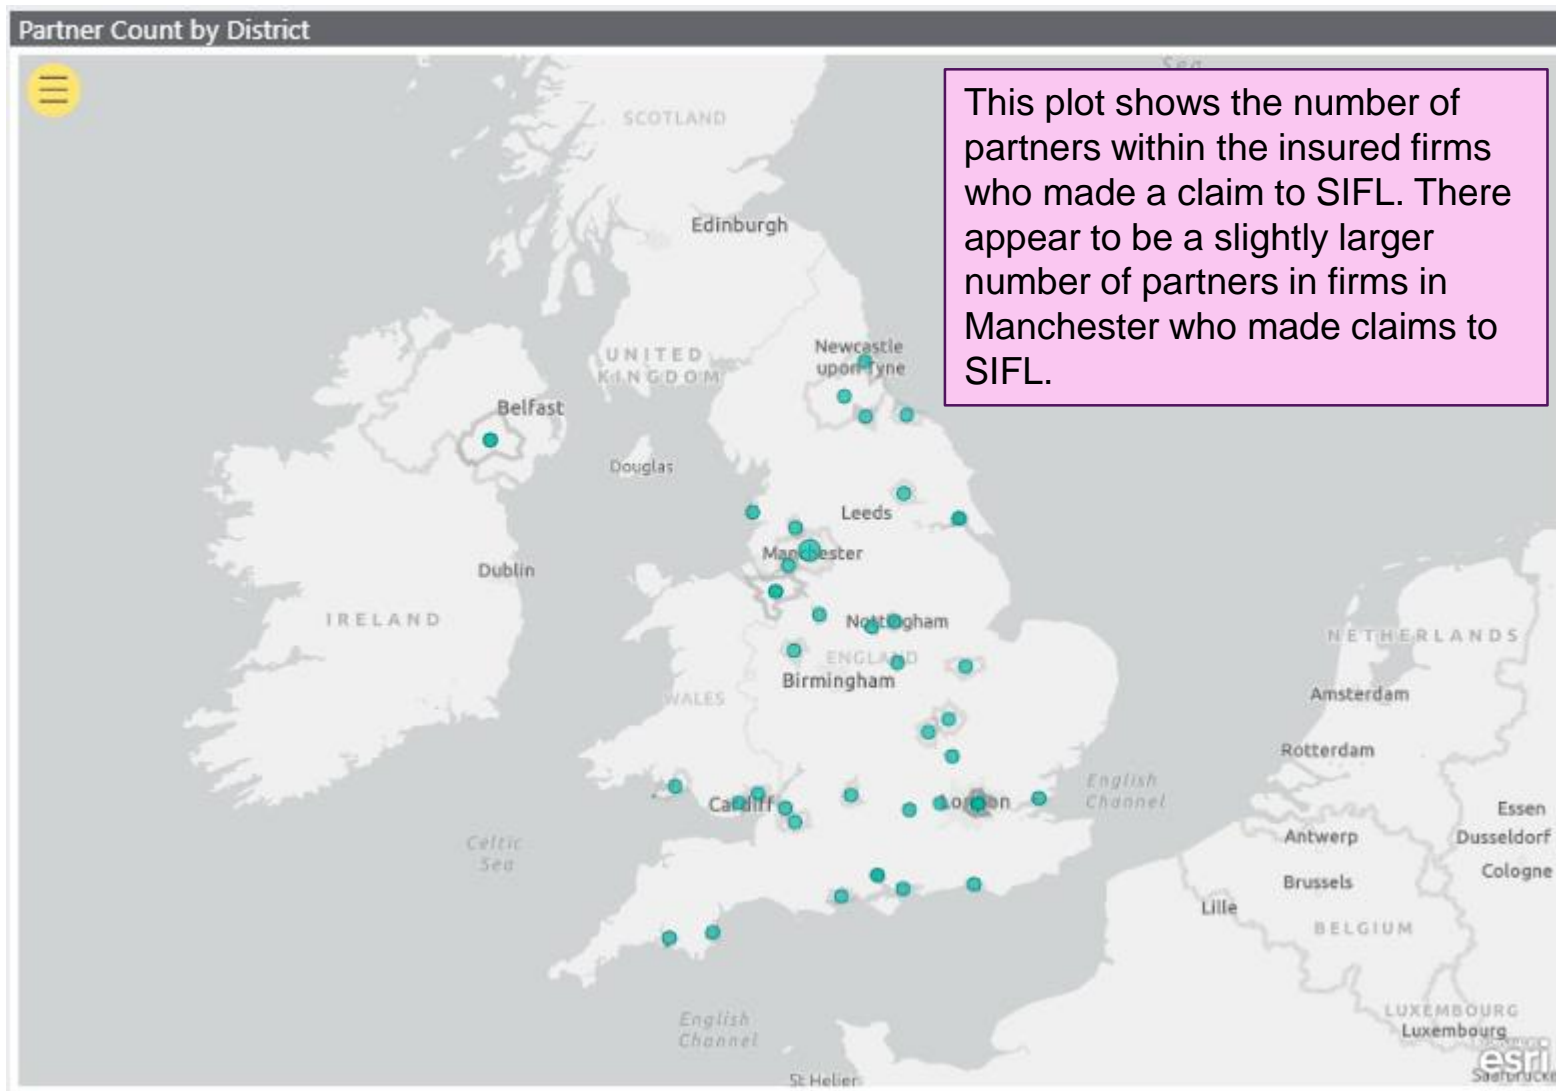 Partner Count by District
Sea
This plot shows the number of
partners within the insured firms
who made a claim to SIFL. There
appear to be a slightly larger
number of partners in firms in
Manchester who made claims to
SIFL.
SCOTLAND
Edinburgh
UNITED
KINGDOM
Newcastle
upon Tyne
Belfast
Douglas
Leeds
Manchester
Dublin
IRELAND
Nottingham
ENGLAND
Birmingham
WALES
NETHERLANDS
Amsterdam
Rotterdam
English
Channel
Cardiff
London
Essen
Antwerp
Dusseldorf
Celtic
Sea
Brussels
Cologne
Lille
BELGIUM
English
Channel
LUXEMBOURG
Luxembourg
esri
St Helier